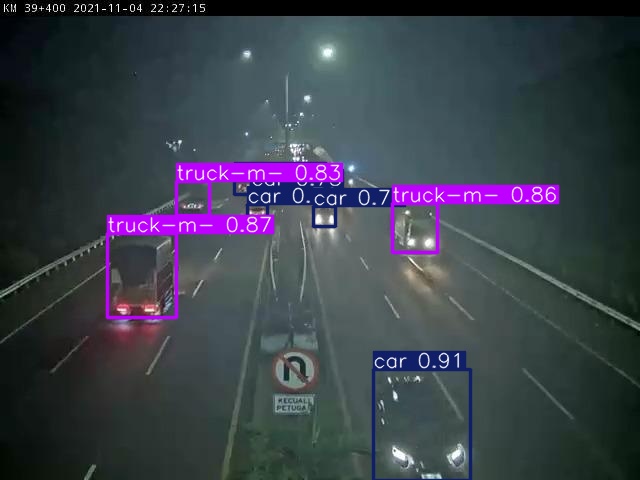 KM 39+400 2021-11-04 22:27:15
truck-m- 0.83
car 0.
car 0.7
truck-m- 0.86
truck-m- 0.87
car 0.91
KECUALI
PETUGAS